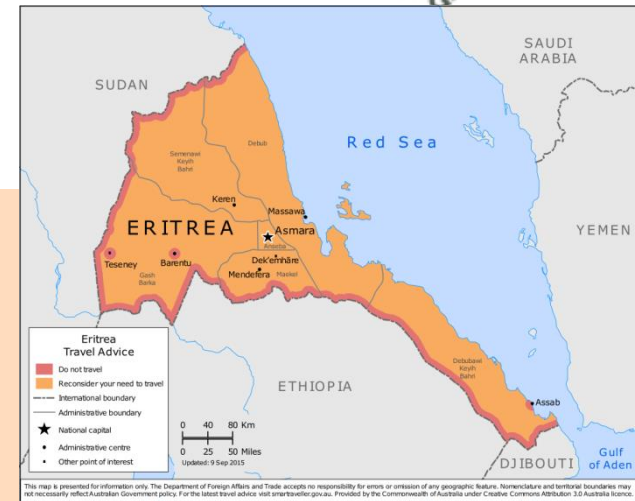 SAUDI
ARABIA
SUDAN
Red Sea
Debub
Semenawi
Keyih
Bahri
Keren
Massawa
ERITREA
Asmara
YEMEN
Teseney
Barentu
Dek'emhāre
Mendefera
Maekel
Gash
Barka
Eritrea
Travel Advice
Do not travel
Reconsider your need to travel
International boundary
Administrative boundary
National capital
Administrative centre
Other point of interest
0 40 80 Km
0 25 50 Miles
Updated: 9 Sep 2015
ETHIOPIA
Debubawi
Keyih
Bahri
Assab
DJIBOUTI
Gulf
of Aden
This map is presented for information only. The Department of Foreign Affairs and Trade accepts no responsibility for errors or omission of any geographic feature. Nomenclature and territorial boundaries may
not necessarily reflect Australian Government policy. For the latest travel advice visit smartraveller.gov.au. Provided by the Commonwealth of Australia under Creative Commons Attribution 3.0 Australia licence.